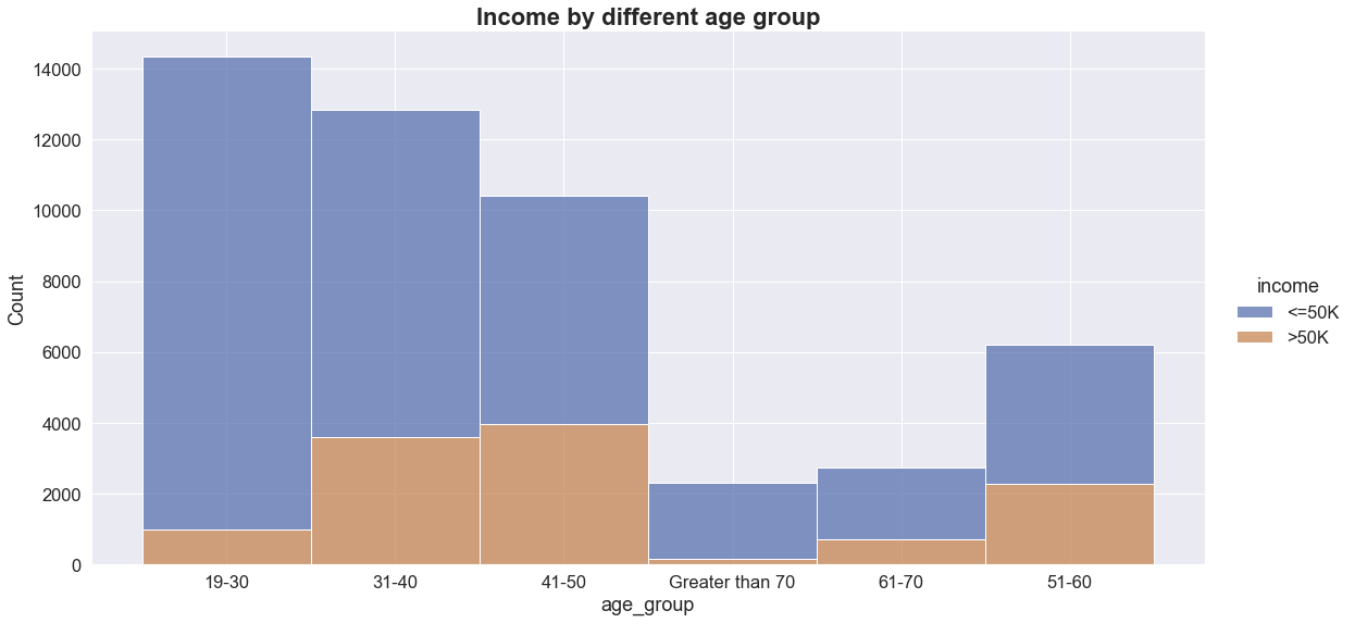 Income by different age group
14000
12000
10000
8000
6000
4000
2000
0
Count
19-30 31-40 41-50 Greater than 70 61-70 51-60
age_group
income
<=50K
>50K